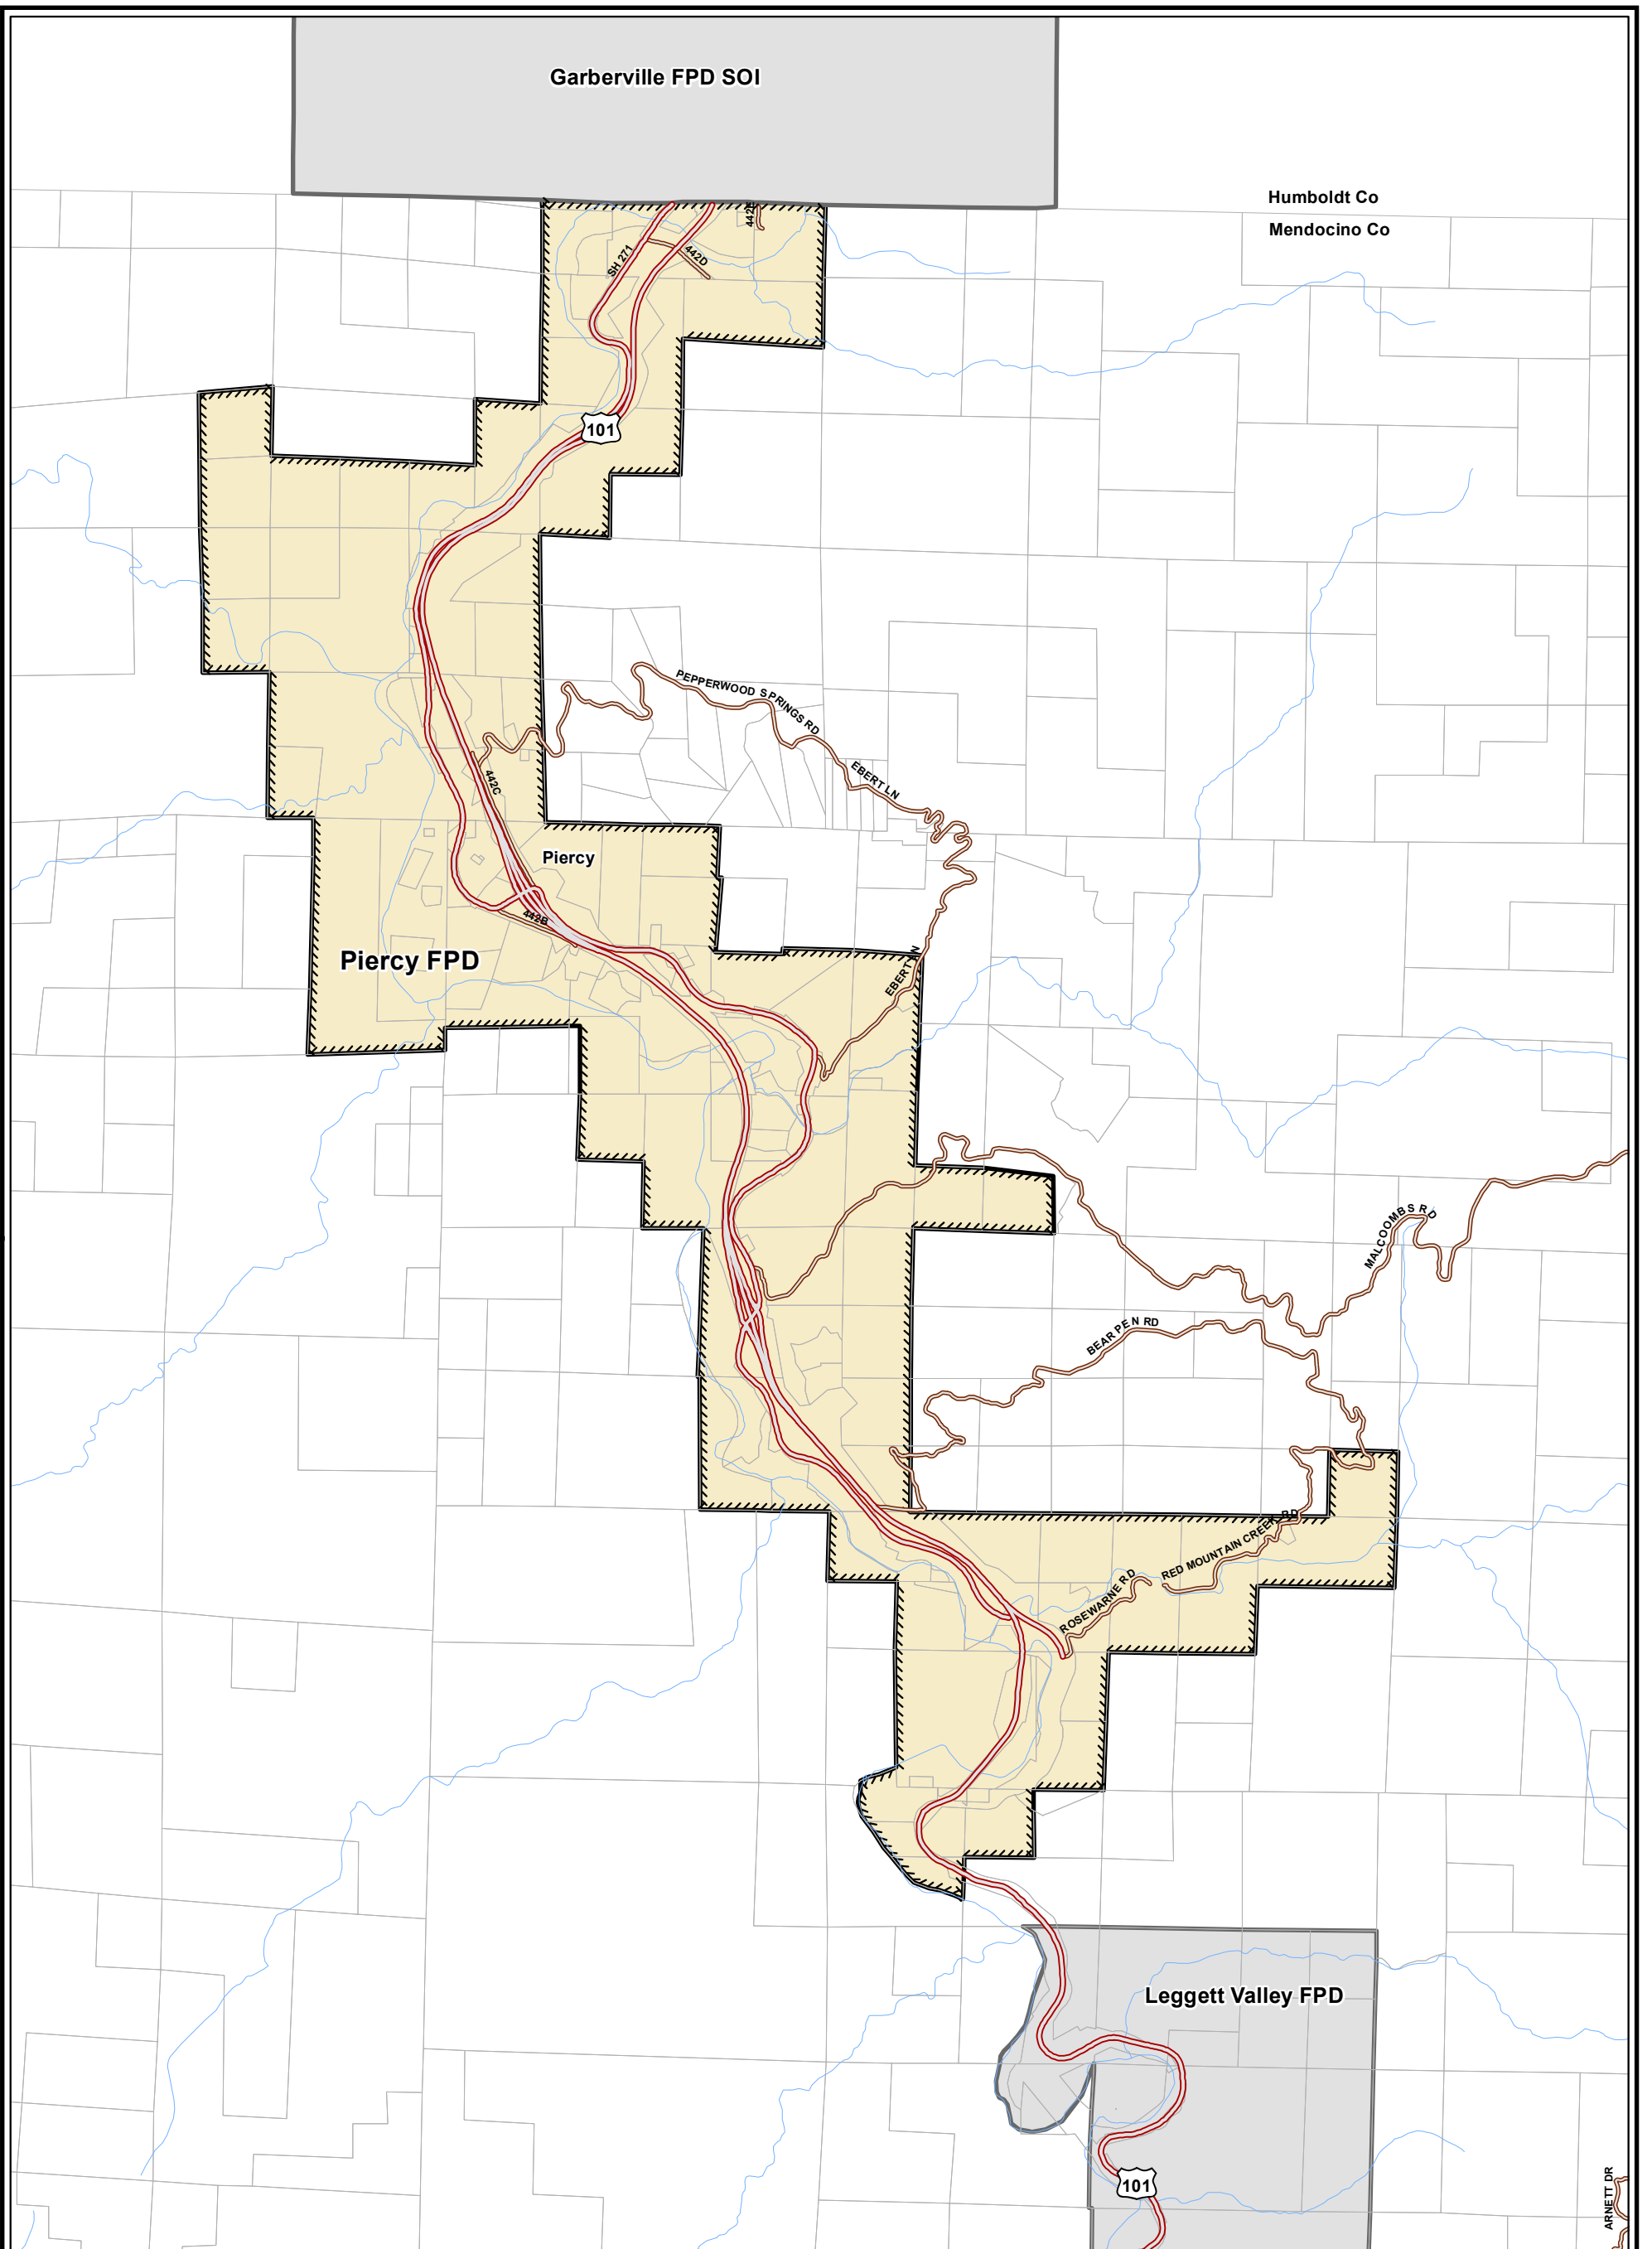 Garberville FPD SOI
Humboldt Co
Mendocino Co
SH 271
442D
101
PEPPERWOOD SPRINGS RD
EBERT LN
442C
Piercy
442B
Piercy FPD
EBERT LN
MALCOOMBS RD
BEAR PEN RD
RED MOUNTAIN CREEK RD
ROSEWARNE RD
Leggett Valley FPD
101
ARNETT DR